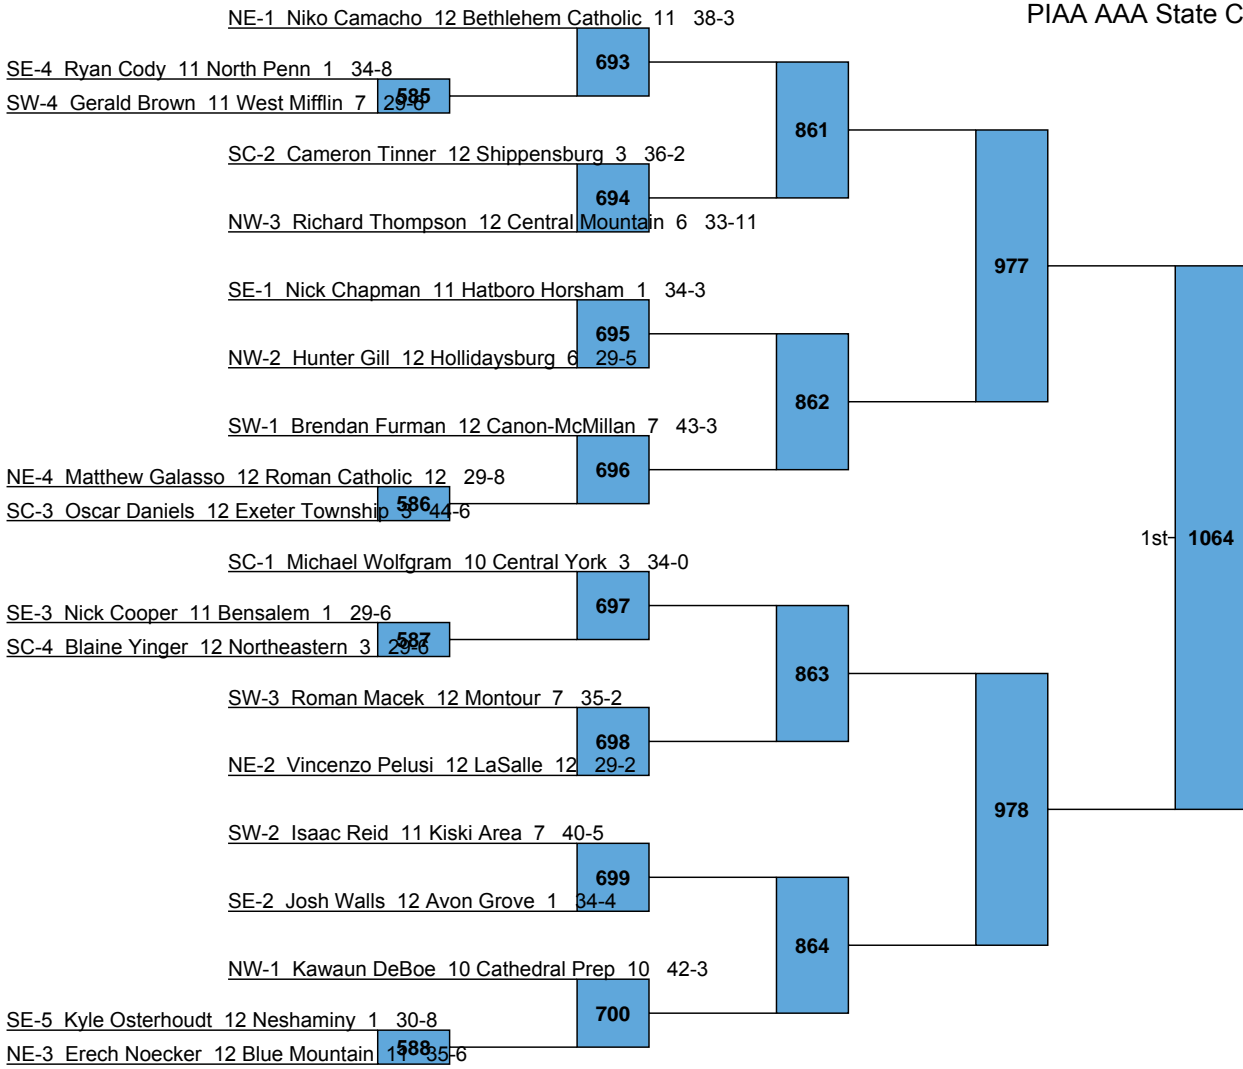 NE-1 Niko Camacho 12 Bethlehem Catholic 11 38-3
PIAA AAA State C
693
SE-4 Ryan Cody 11 North Penn 1 34-8
585
SW-4 Gerald Brown 11 West Mifflin 7 29-6
861
SC-2 Cameron Tinner 12 Shippensburg 3 36-2
694
NW-3 Richard Thompson 12 Central Mountain 6 33-11
977
SE-1 Nick Chapman 11 Hatboro Horsham 1 34-3
695
NW-2 Hunter Gill 12 Hollidaysburg 6 29-5
862
SW-1 Brendan Furman 12 Canon-McMillan 7 43-3
696
NE-4 Matthew Galasso 12 Roman Catholic 12 29-8
586
SC-3 Oscar Daniels 12 Exeter Township 3 44-6
1st
1064
SC-1 Michael Wolfgram 10 Central York 3 34-0
697
SE-3 Nick Cooper 11 Bensalem 1 29-6
587
SC-4 Blaine Yinger 12 Northeastern 3 29-6
863
SW-3 Roman Macek 12 Montour 7 35-2
698
NE-2 Vincenzo Pelusi 12 LaSalle 12 29-2
978
SW-2 Isaac Reid 11 Kiski Area 7 40-5
699
SE-2 Josh Walls 12 Avon Grove 1 34-4
864
NW-1 Kawaun DeBoe 10 Cathedral Prep 10 42-3
700
SE-5 Kyle Osterhoudt 12 Neshaminy 1 30-8
588
NE-3 Erech Noecker 12 Blue Mountain 11 35-6